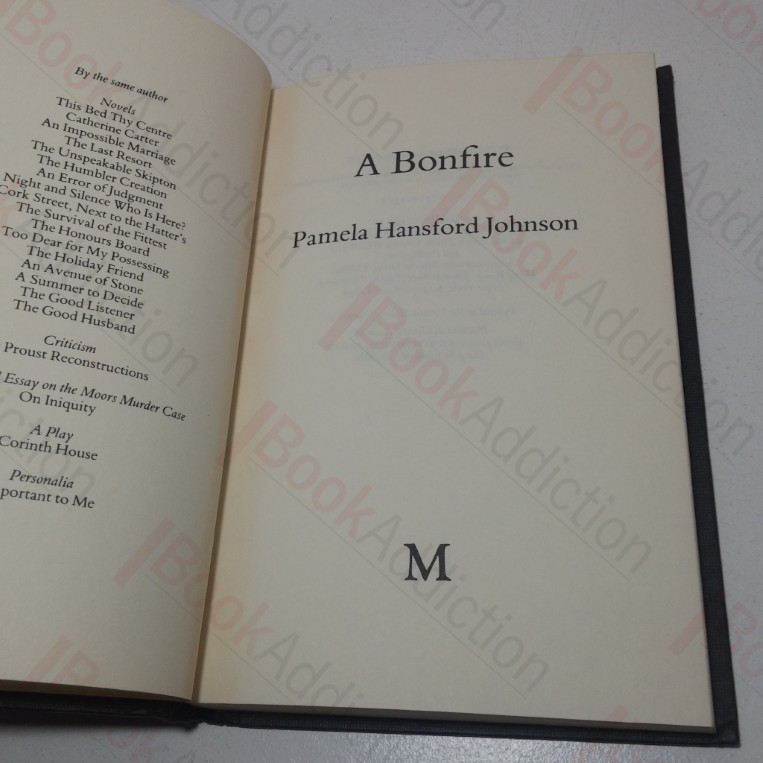 By the same author
Novels
This Bed Thy Centre
Catherine Carter
An Impossible Marriage
The Last Resort
The Unspeakable Skipton
The Humbler Creation
An Error of Judgment
Night and Silence Who Is Here?
Cork Street, Next to the Hatter's
The Survival of the Fittest
The Honours Board
Too Dear for My Possessing
The Holiday Friend
An Avenue of Stone
A Summer to Decide
The Good Listener
The Good Husband
Criticism
Proust Reconstructions
Essay on the Moors Murder Case
On Iniquity
A Play
Corinth House
Personalia
portant to Me
A Bonfire
Pamela Hansford Johnson
M
BookAddiction
BookAddiction
BookAddiction
BookAddiction
BookAddiction